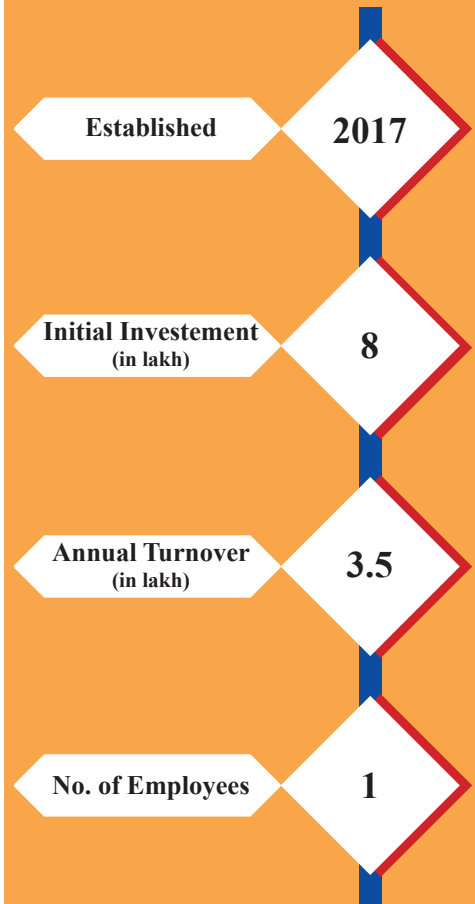 Established
2017
Initial Investement
(in lakh)
8
Annual Turnover
(in lakh)
3.5
No. of Employees
1